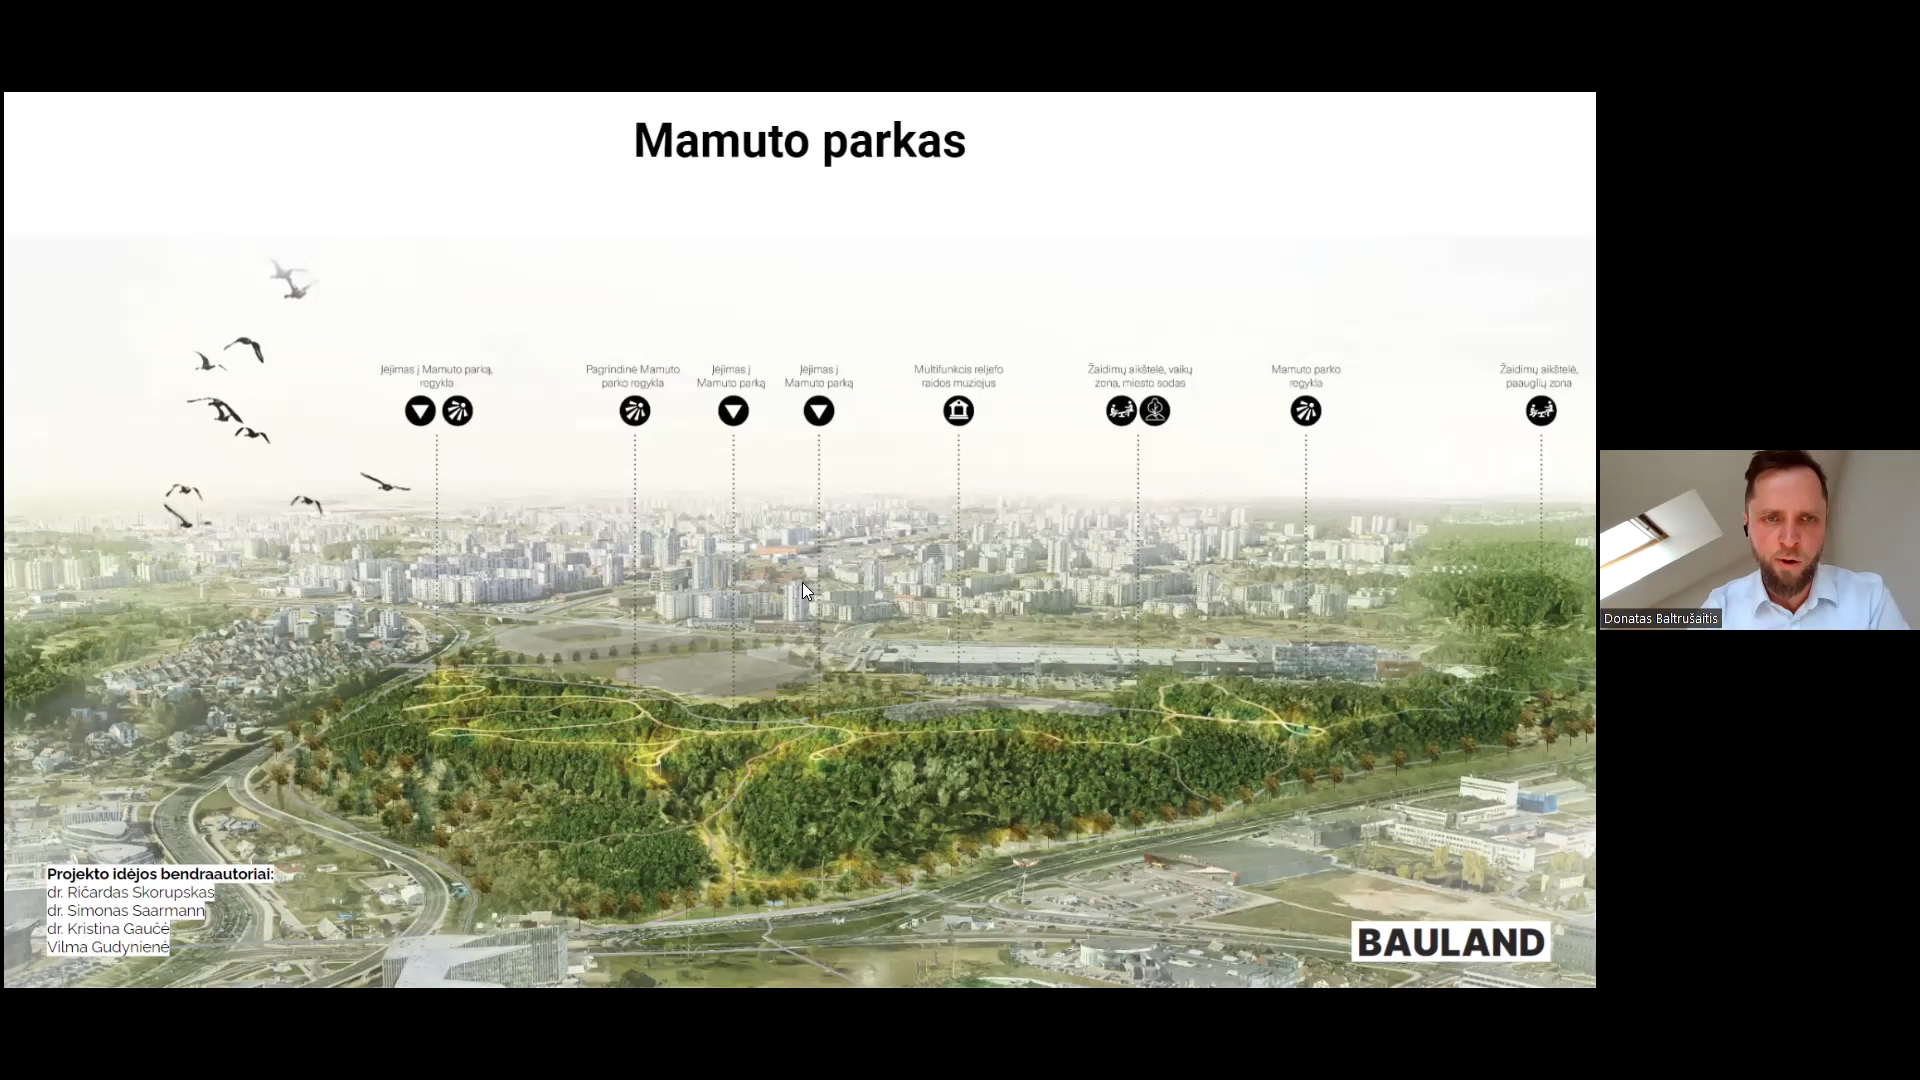 Mamuto parkas
Įėjimas į Mamuto parką,
regykla
Pagrindinė Mamuto
parko regykla
Įėjimas į
Mamuto parką
Įėjimas į
Mamuto parką
Multifunkcis reljefo
raidos muziejus
Žaidimų aikštelė, vaikų
zona, miesto sodas
Mamuto parko
regykla
Žaidimų aikštelė,
paauglių zona
Donatas Baltrušaitis
Projekto idėjos bendraautoriai:
dr. Ričardas Skorupskas
dr. Simonas Saarmann
dr. Kristina Gaučė
Vilma Gudynienė
BAULAND